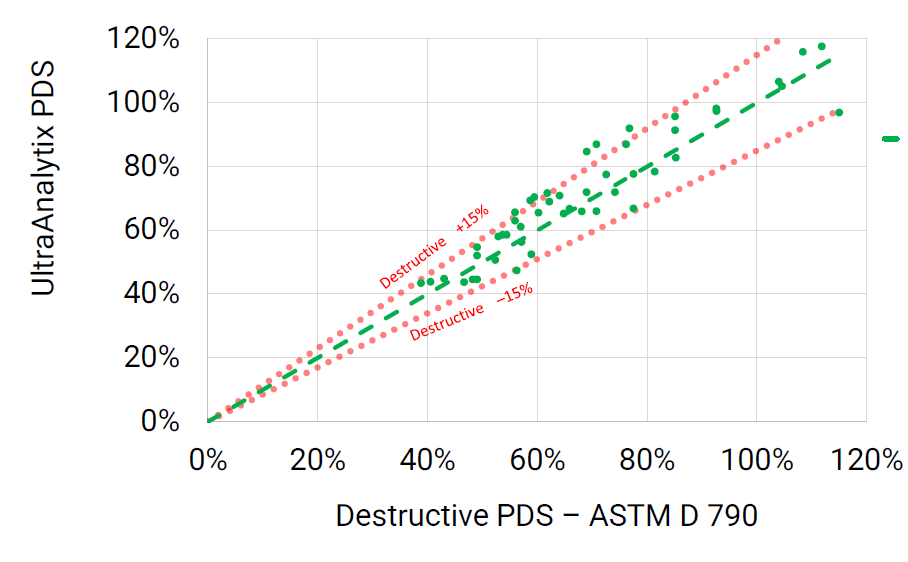 UltraAnalytix PDS
120%
100%
80%
60%
40%
20%
0%
Destructive +15%
Destructive −15%
0% 20% 40% 60% 80% 100% 120%
Destructive PDS – ASTM D 790